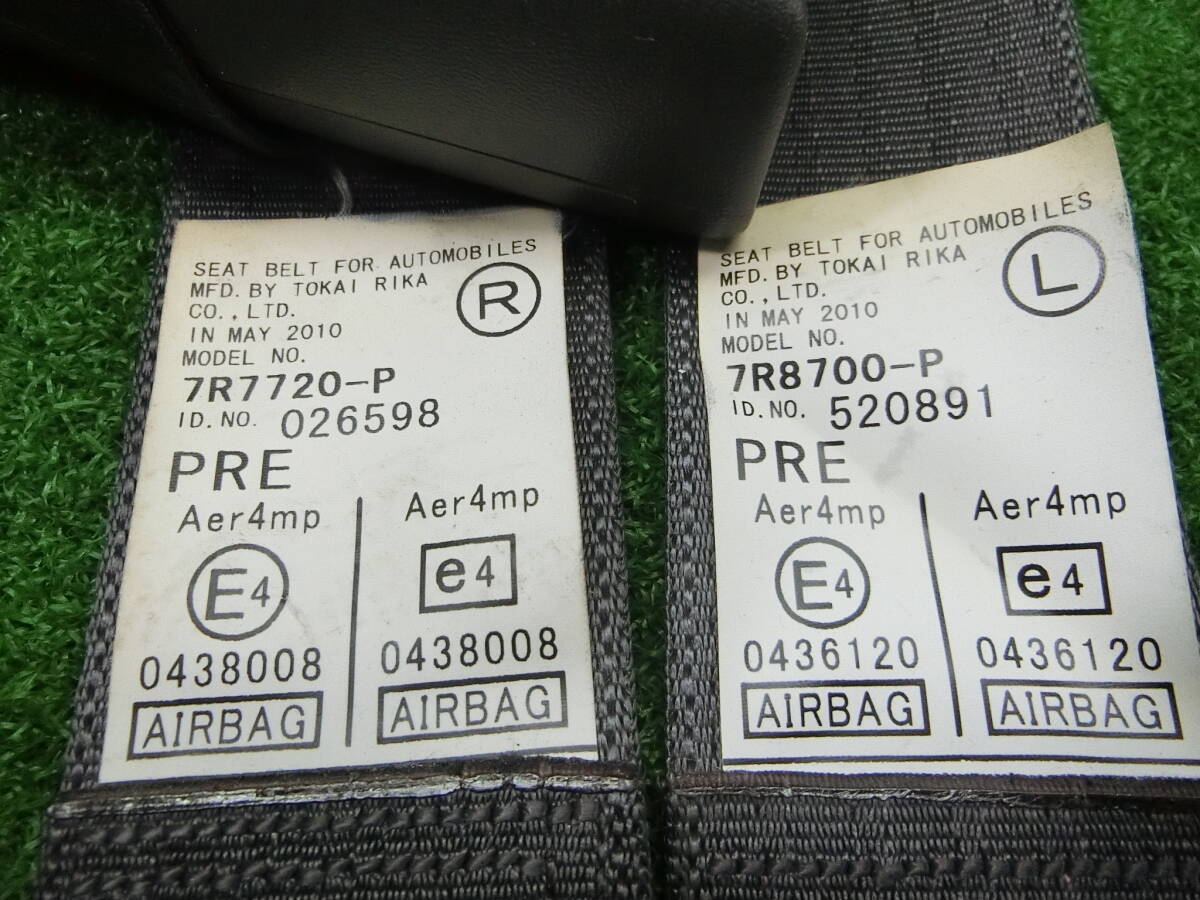 SEAT BELT FOR AUTOMOBILES
MFD. BY TOKAI RIKA
CO., LTD.
R
IN MAY 2010
MODEL NO.
7R7720-P
ID. NO. 026598
PRE
Aer4mp
E4
0438008
AIRBAG
Aer4mp
e4
0438008
AIRBAG
SEAT BELT FOR AUTOMOBILES
MFD. BY TOKAI RIKA
CO., LTD.
L
IN MAY 2010
MODEL NO.
7R8700-P
ID. NO. 520891
PRE
Aer4mp
E4
0436120
AIRBAG
Aer4mp
e4
0436120
AIRBAG